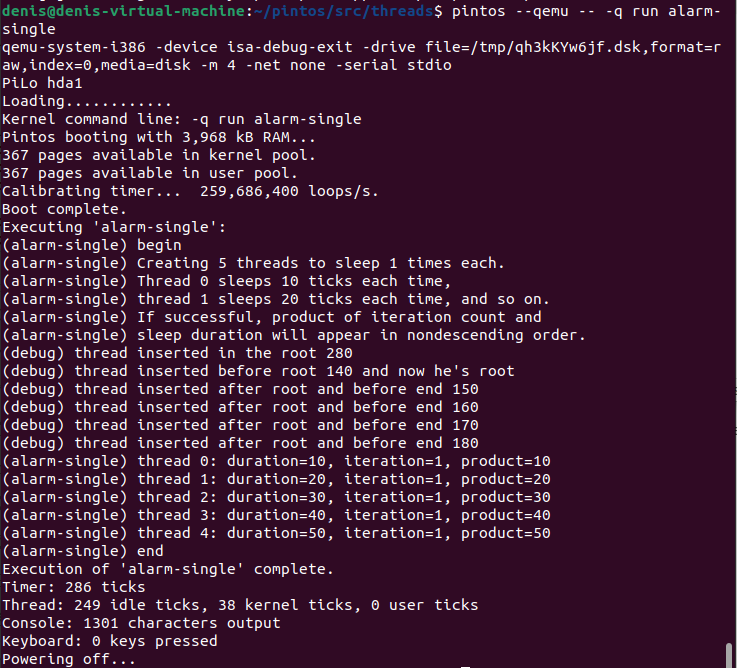 denis@denis-virtual-machine:~/pintos/src/threads$ pintos --qemu -- -q run alarm-
single
qemu-system-i386 -device isa-debug-exit -drive file=/tmp/qh3kKYw6jf.dsk,format=r
aw,index=0,media=disk -m 4 -net none -serial stdio
PiLo hda1
Loading............
Kernel command line: -q run alarm-single
Pintos booting with 3,968 kB RAM...
367 pages available in kernel pool.
367 pages available in user pool.
Calibrating timer...  259,686,400 loops/s.
Boot complete.
Executing 'alarm-single':
(alarm-single) begin
(alarm-single) Creating 5 threads to sleep 1 times each.
(alarm-single) Thread 0 sleeps 10 ticks each time,
(alarm-single) thread 1 sleeps 20 ticks each time, and so on.
(alarm-single) If successful, product of iteration count and
(alarm-single) sleep duration will appear in nondescending order.
(debug) thread inserted in the root 280
(debug) thread inserted before root 140 and now he's root
(debug) thread inserted after root and before end 150
(debug) thread inserted after root and before end 160
(debug) thread inserted after root and before end 170
(debug) thread inserted after root and before end 180
(alarm-single) thread 0: duration=10, iteration=1, product=10
(alarm-single) thread 1: duration=20, iteration=1, product=20
(alarm-single) thread 2: duration=30, iteration=1, product=30
(alarm-single) thread 3: duration=40, iteration=1, product=40
(alarm-single) thread 4: duration=50, iteration=1, product=50
(alarm-single) end
Execution of 'alarm-single' complete.
Timer: 286 ticks
Thread: 249 idle ticks, 38 kernel ticks, 0 user ticks
Console: 1301 characters output
Keyboard: 0 keys pressed
Powering off...